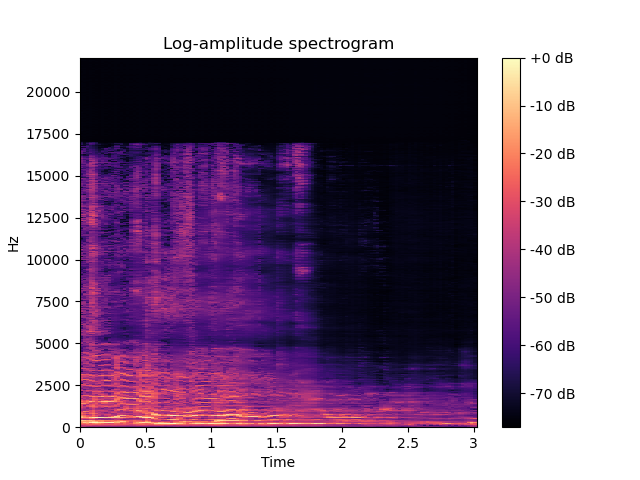 Log-amplitude spectrogram
Hz
20000
17500
15000
12500
10000
7500
5000
2500
0
0 0.5 1 1.5 2 2.5 3
Time
+0 dB
-10 dB
-20 dB
-30 dB
-40 dB
-50 dB
-60 dB
-70 dB